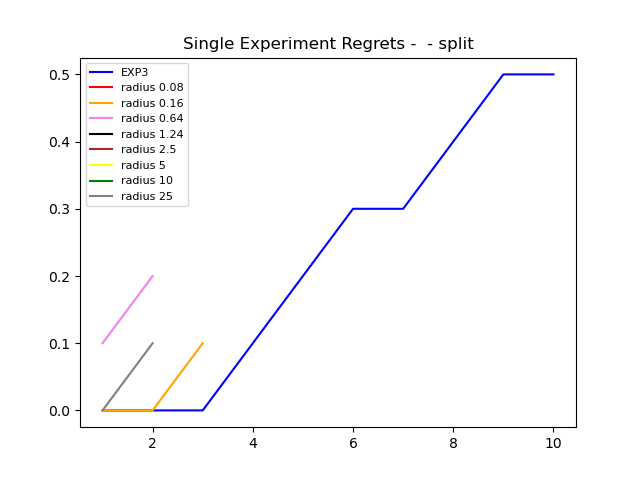 Single Experiment Regrets -  - split
EXP3
radius 0.08
radius 0.16
radius 0.64
radius 1.24
radius 2.5
radius 5
radius 10
radius 25
0.5
0.4
0.3
0.2
0.1
0.0
2 4 6 8 10